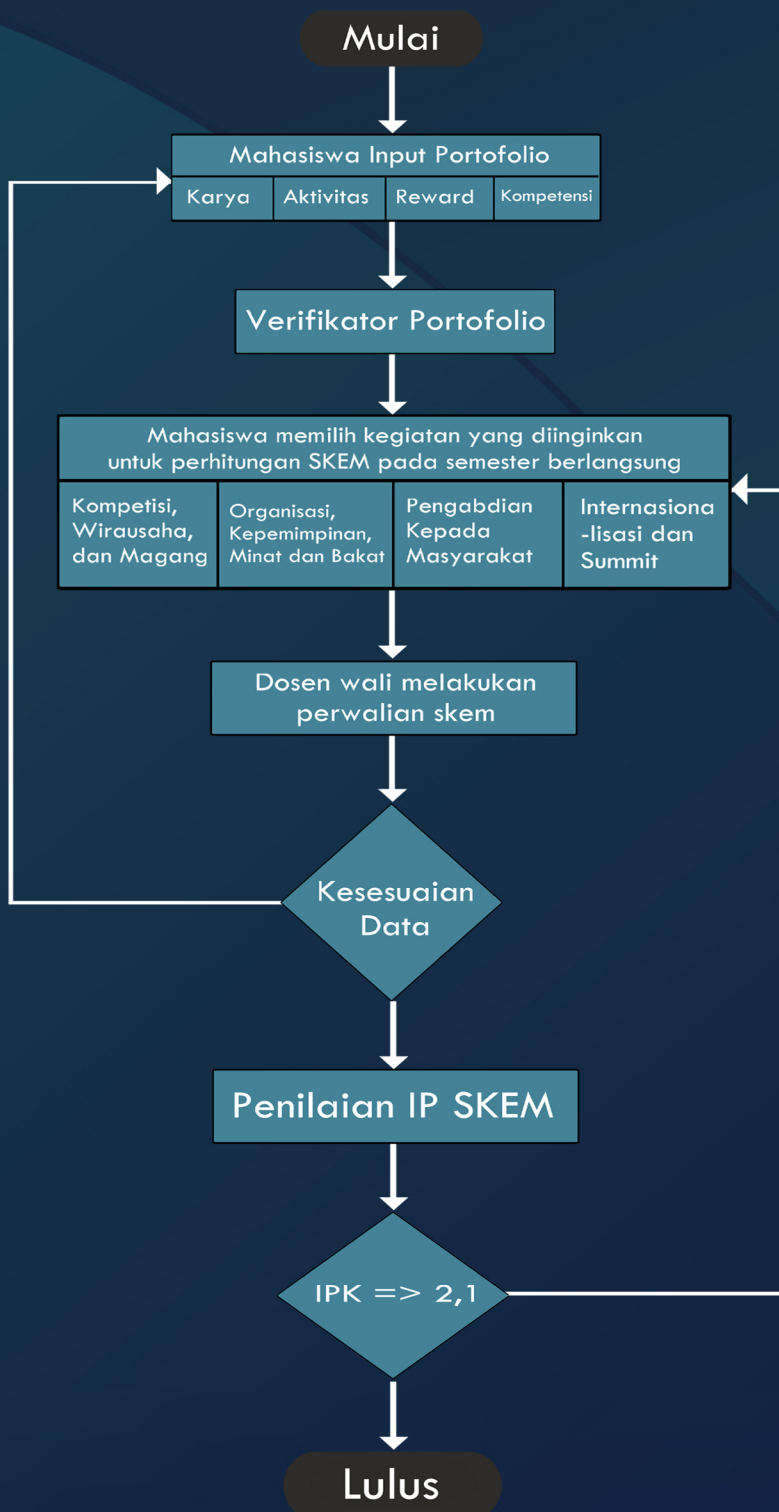 Mulai
Mahasiswa Input Portofolio
Karya
Aktivitas
Reward
Kompetensi
Verifikator Portofolio
Mahasiswa memilih kegiatan yang diinginkan
untuk perhitungan SKEM pada semester berlangsung
Kompetisi,
Wirausaha,
dan Magang
Organisasi,
Kepemimpinan,
Minat dan Bakat
Pengabdian
Kepada
Masyarakat
Internasiona
-lisasi dan
Summit
Dosen wali melakukan
perwalian skem
Kesesuaian
Data
Penilaian IP SKEM
IPK => 2,1
Lulus